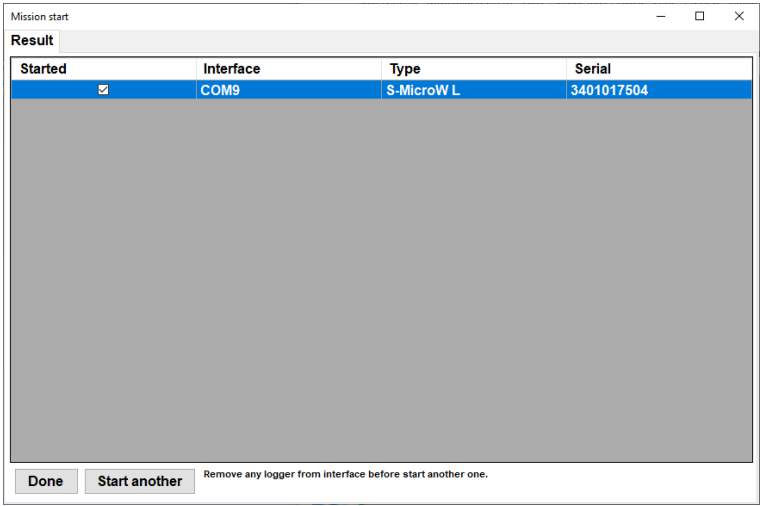 Mission start
Result
Started Interface Type Serial
COM9 S-MicroW L 3401017504
Done Start another Remove any logger from interface before start another one.